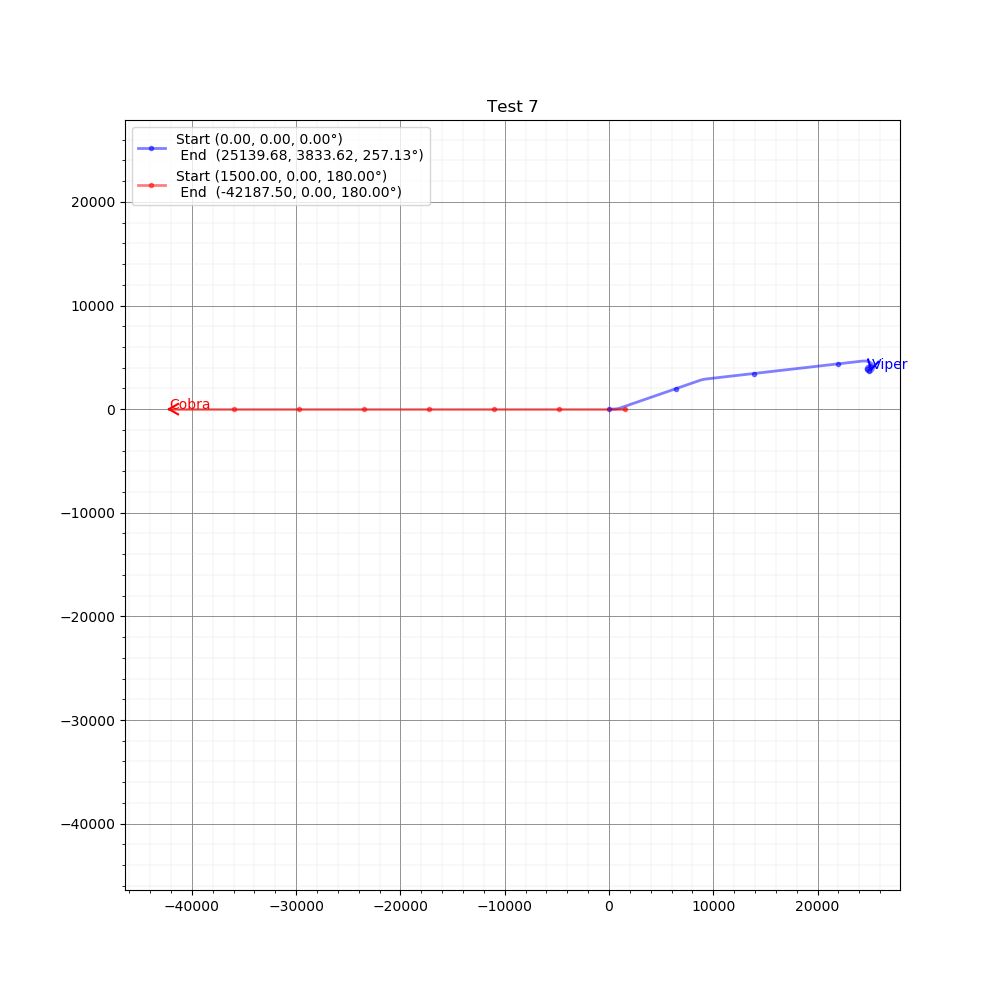 Test 7
Start (0.00, 0.00, 0.00°)
End (25139.68, 3833.62, 257.13°)
Start (1500.00, 0.00, 180.00°)
End (-42187.50, 0.00, 180.00°)
20000
10000
0
−10000
−20000
−30000
−40000
Viper
Cobra
−40000 −30000 −20000 −10000 0 10000 20000